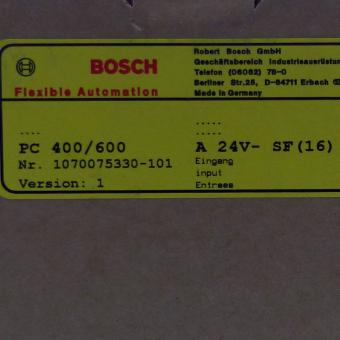 BOSCH
Flexible Automation
Robert Bosch GmbH
Geschäftsbereich Industrieausrüstun
Telefon (06062) 78-0
Berliner Str.25, D-64711 Erbach
Made in Germany
....
PC 400/600
Nr. 1070075330-101
Version: 1
.....
.....
A 24V- SF(16)
Eingang
input
Entrees